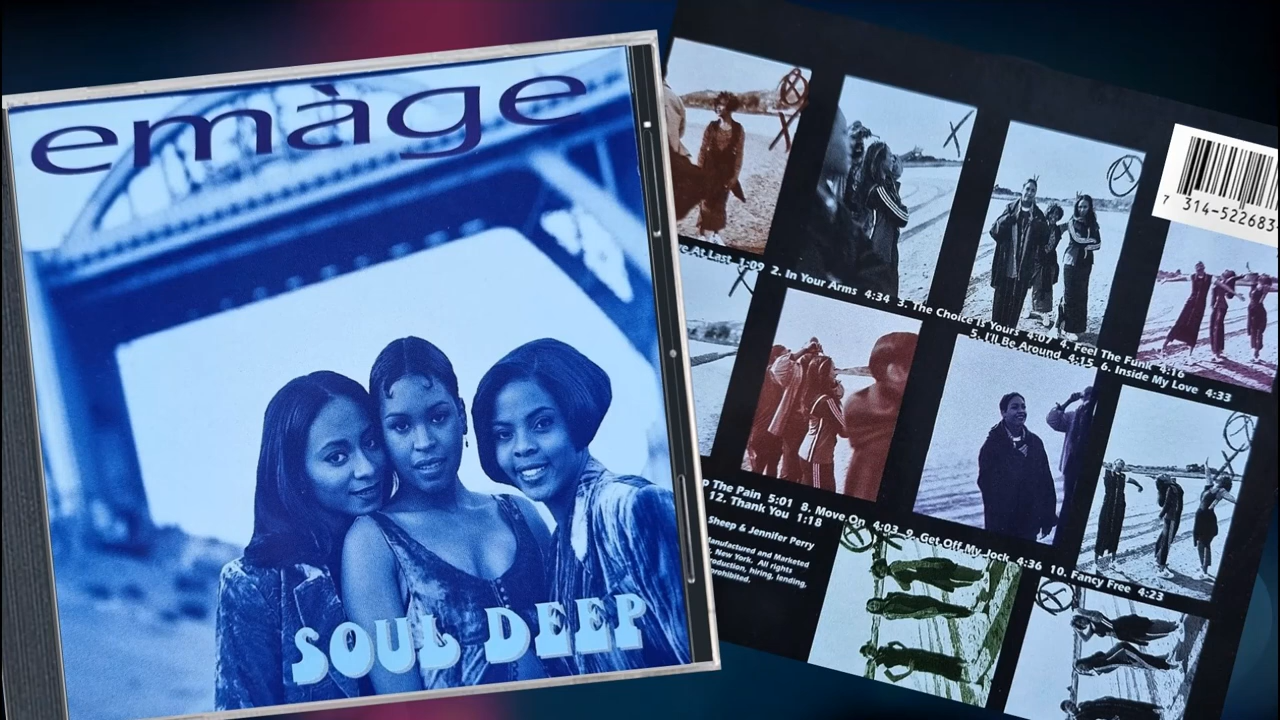 emàge
SOUL DEEP
7 314-522683-
At Last 1:09 2. In Your Arms 4:34 3. The Choice Is Yours 4:07 4. Feel The Funk 4:16
5. I'll Be Around 4:15 6. Inside My Love 4:33
The Pain 5:01 8. Move On 4:03 9. Get Off My Jock 4:36 10. Fancy Free 4:23
12. Thank You 1:18
Sheep & Jennifer Perry
Manufactured and Marketed
New York. All rights
hiring, lending,
prohibited.